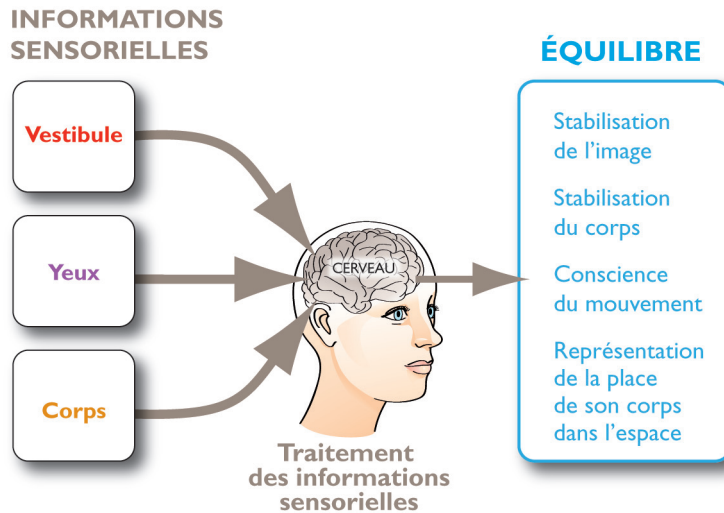 INFORMATIONS
SENSORIELLES
Vestibule
Yeux
Corps
CERVEAU
Traitement
des informations
sensorielles
ÉQUILIBRE
Stabilisation
de l’image
Stabilisation
du corps
Conscience
du mouvement
Représentation
de la place
de son corps
dans l’espace